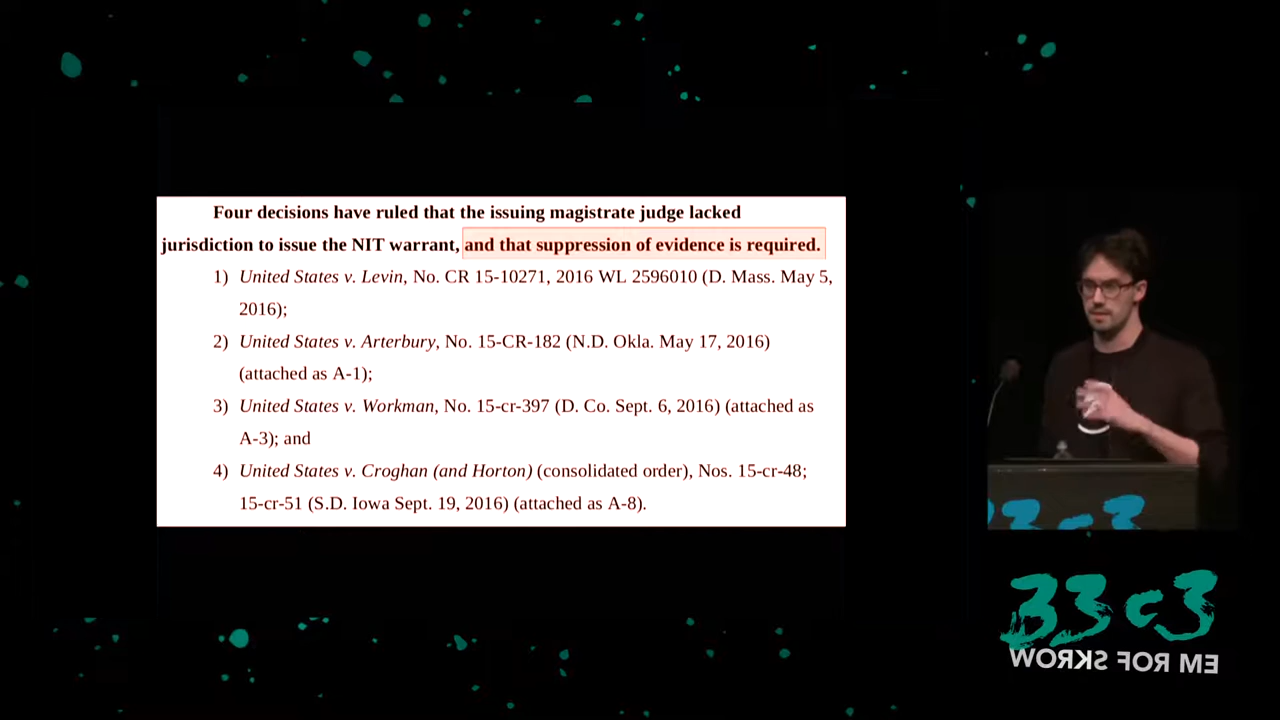 Four decisions have ruled that the issuing magistrate judge lacked
jurisdiction to issue the NIT warrant, and that suppression of evidence is required.
1) United States v. Levin, No. CR 15-10271, 2016 WL 2596010 (D. Mass. May 5,
2016);
2) United States v. Arterbury, No. 15-CR-182 (N.D. Okla. May 17, 2016)
(attached as A-1);
3) United States v. Workman, No. 15-cr-397 (D. Co. Sept. 6, 2016) (attached as
A-3); and
4) United States v. Croghan (and Horton) (consolidated order), Nos. 15-cr-48;
15-cr-51 (S.D. Iowa Sept. 19, 2016) (attached as A-8).
33c3
33c3
WORKS FOR ME